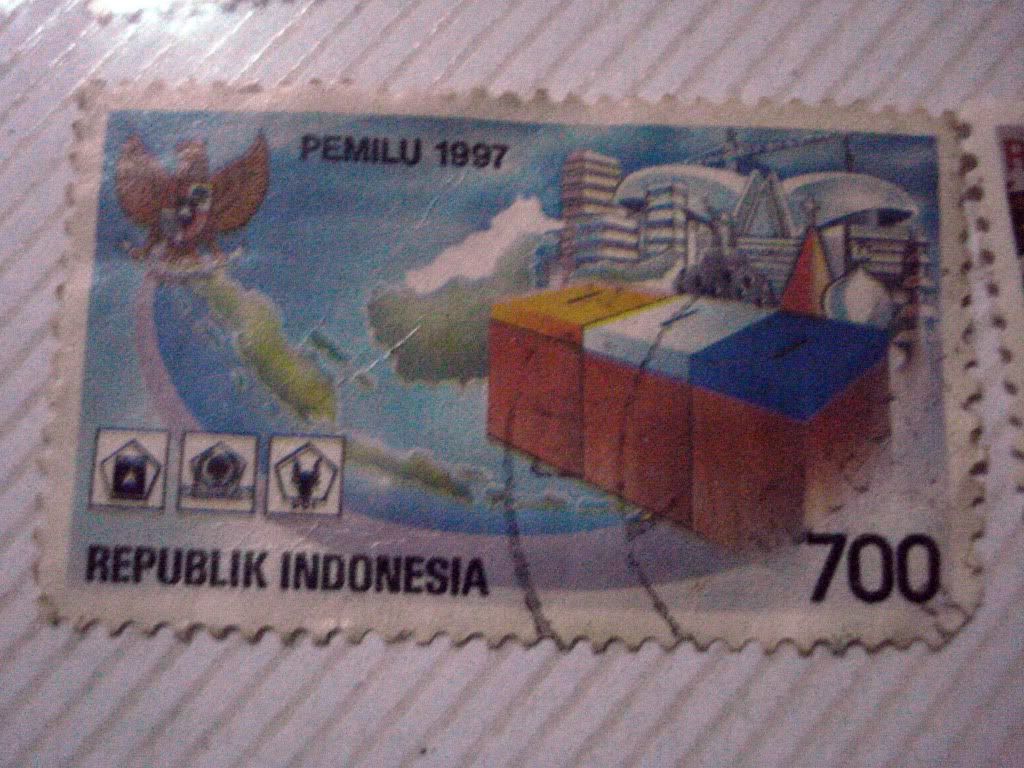 PEMILU 1997
REPUBLIK INDONESIA
700